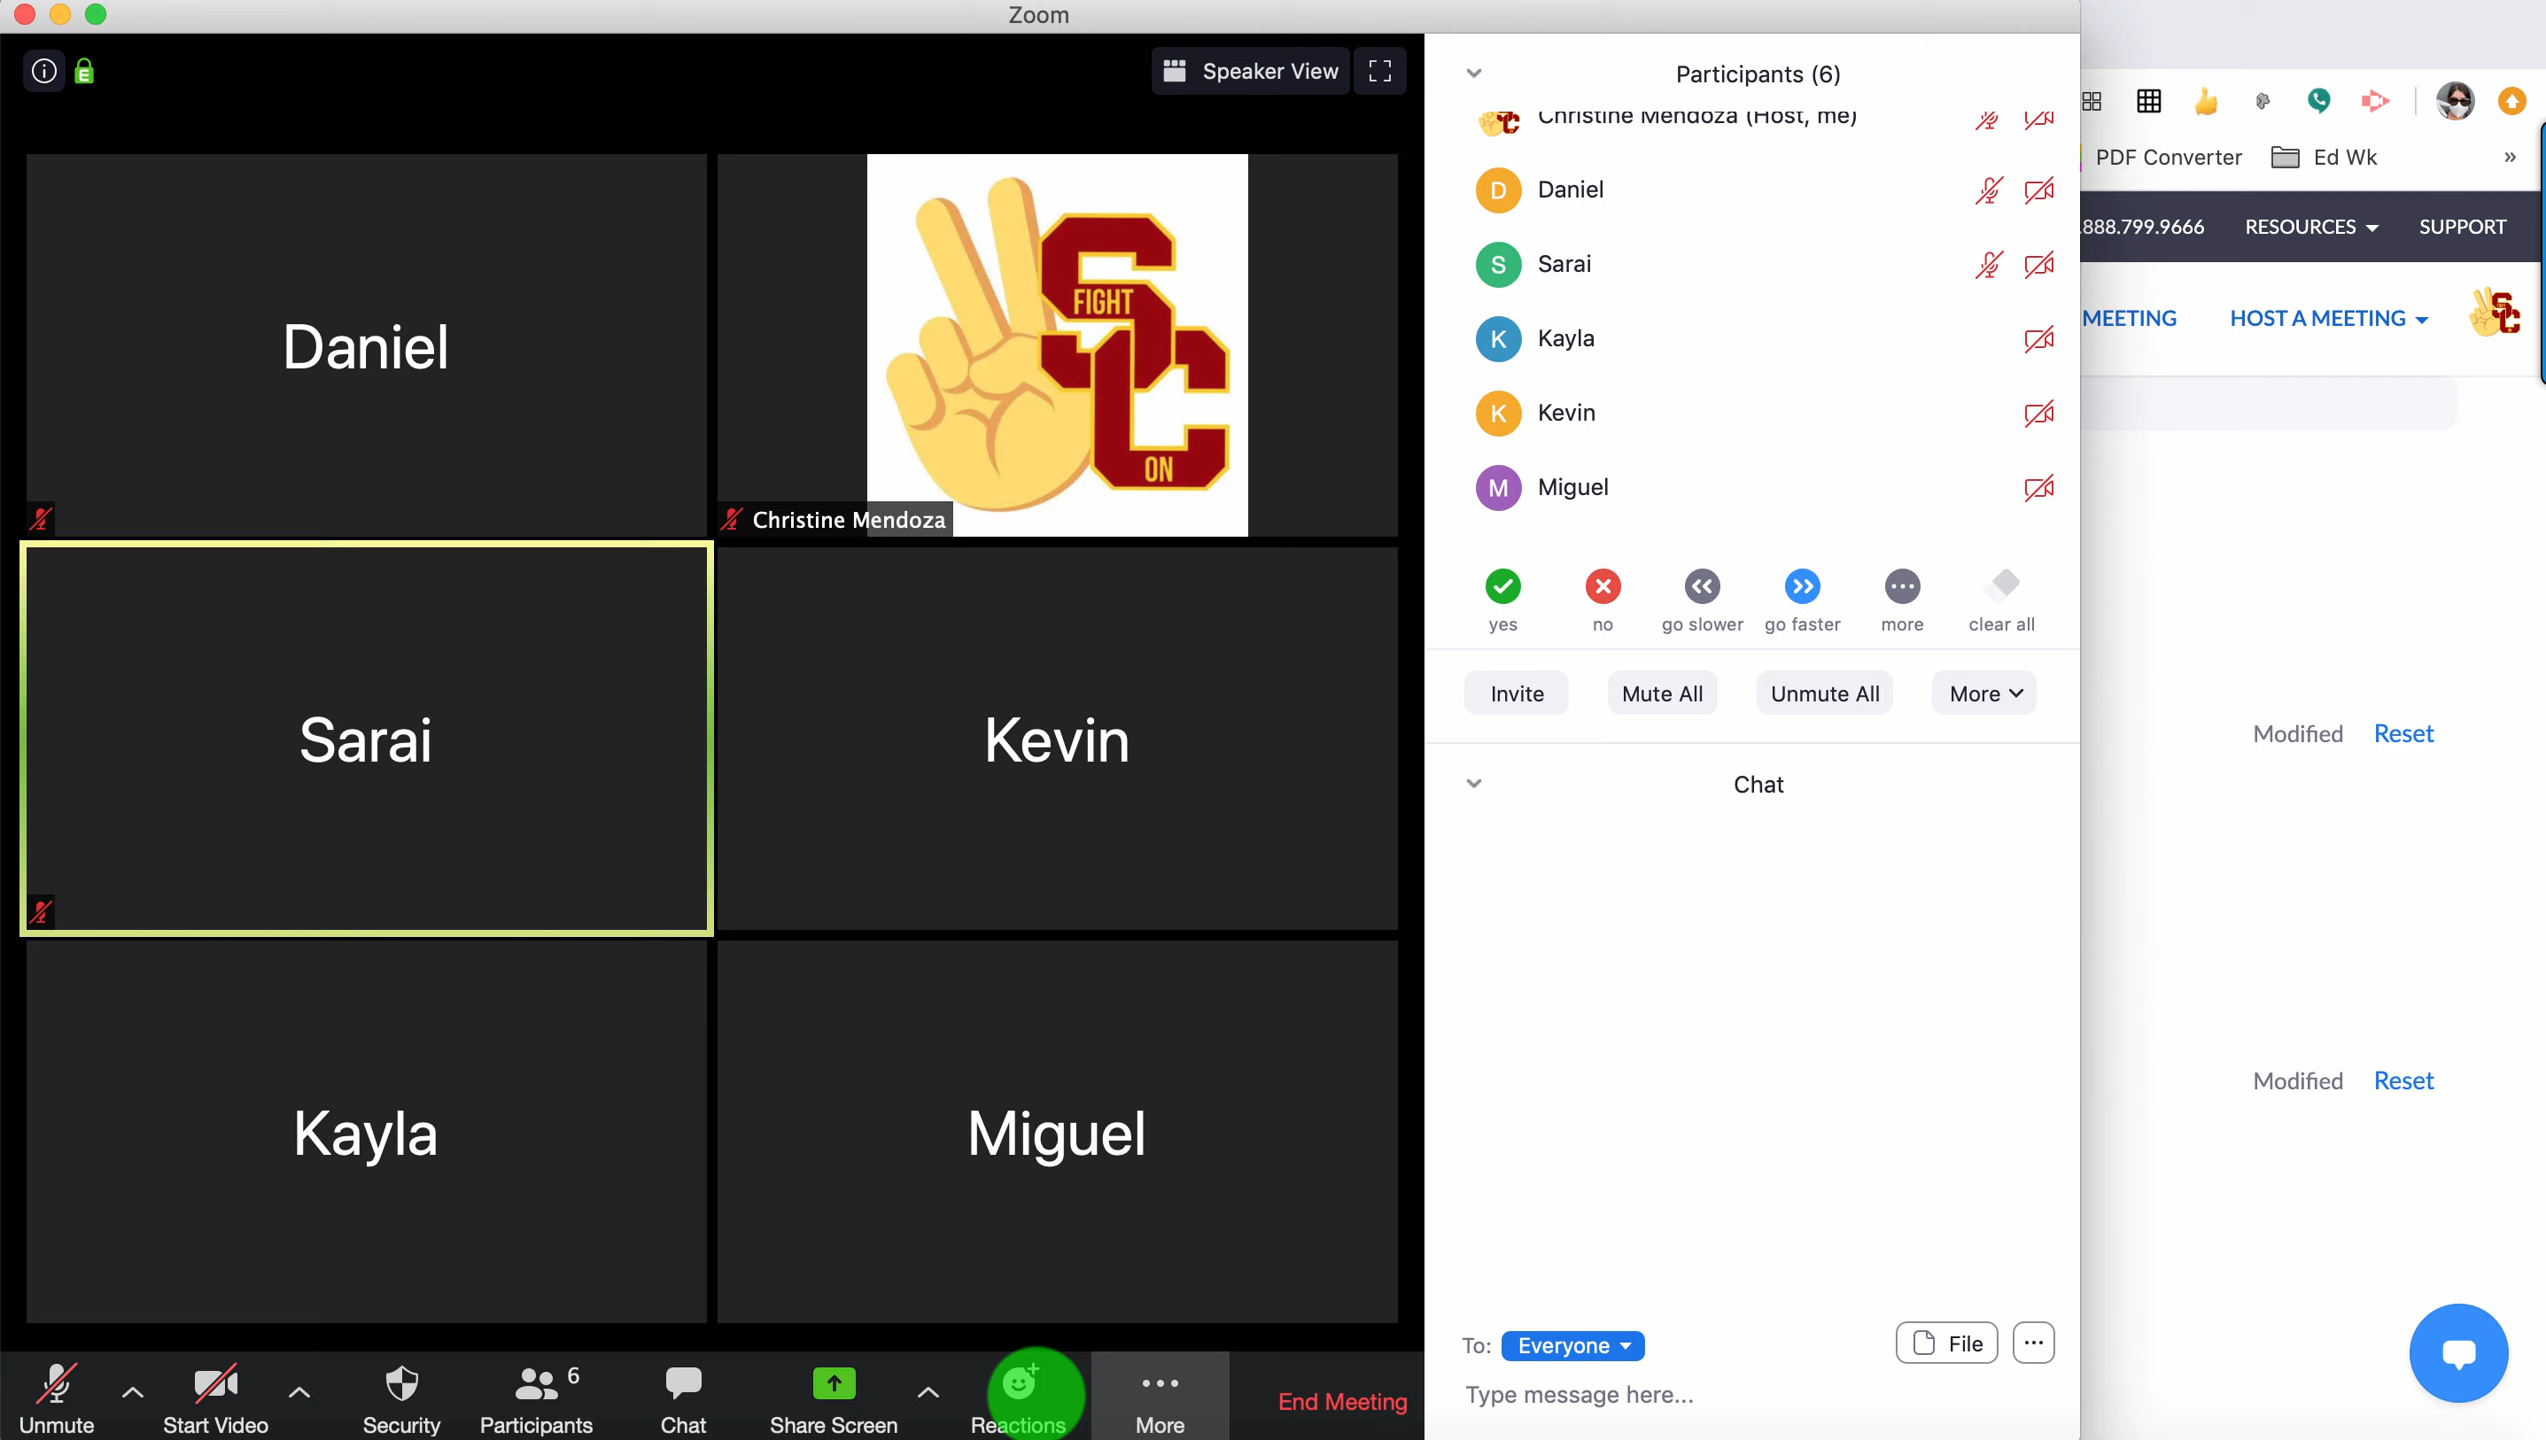 Zoom
Speaker View
Daniel
FIGHT
SC
ON
Christine Mendoza
Sarai
Kevin
Kayla
Miguel
Unmute
Start Video
Security
6
Participants
Chat
Share Screen
Reactions
More
End Meeting
Participants (6)
Christine Mendoza (Host, me)
D Daniel
S Sarai
K Kayla
K Kevin
M Miguel
yes
no
go slower
go faster
more
clear all
Invite
Mute All
Unmute All
More
Chat
To: Everyone
File
Type message here...
PDF Converter
Ed Wk
»
.888.799.9666
RESOURCES
SUPPORT
MEETING
HOST A MEETING
SC
Modified Reset
Modified Reset